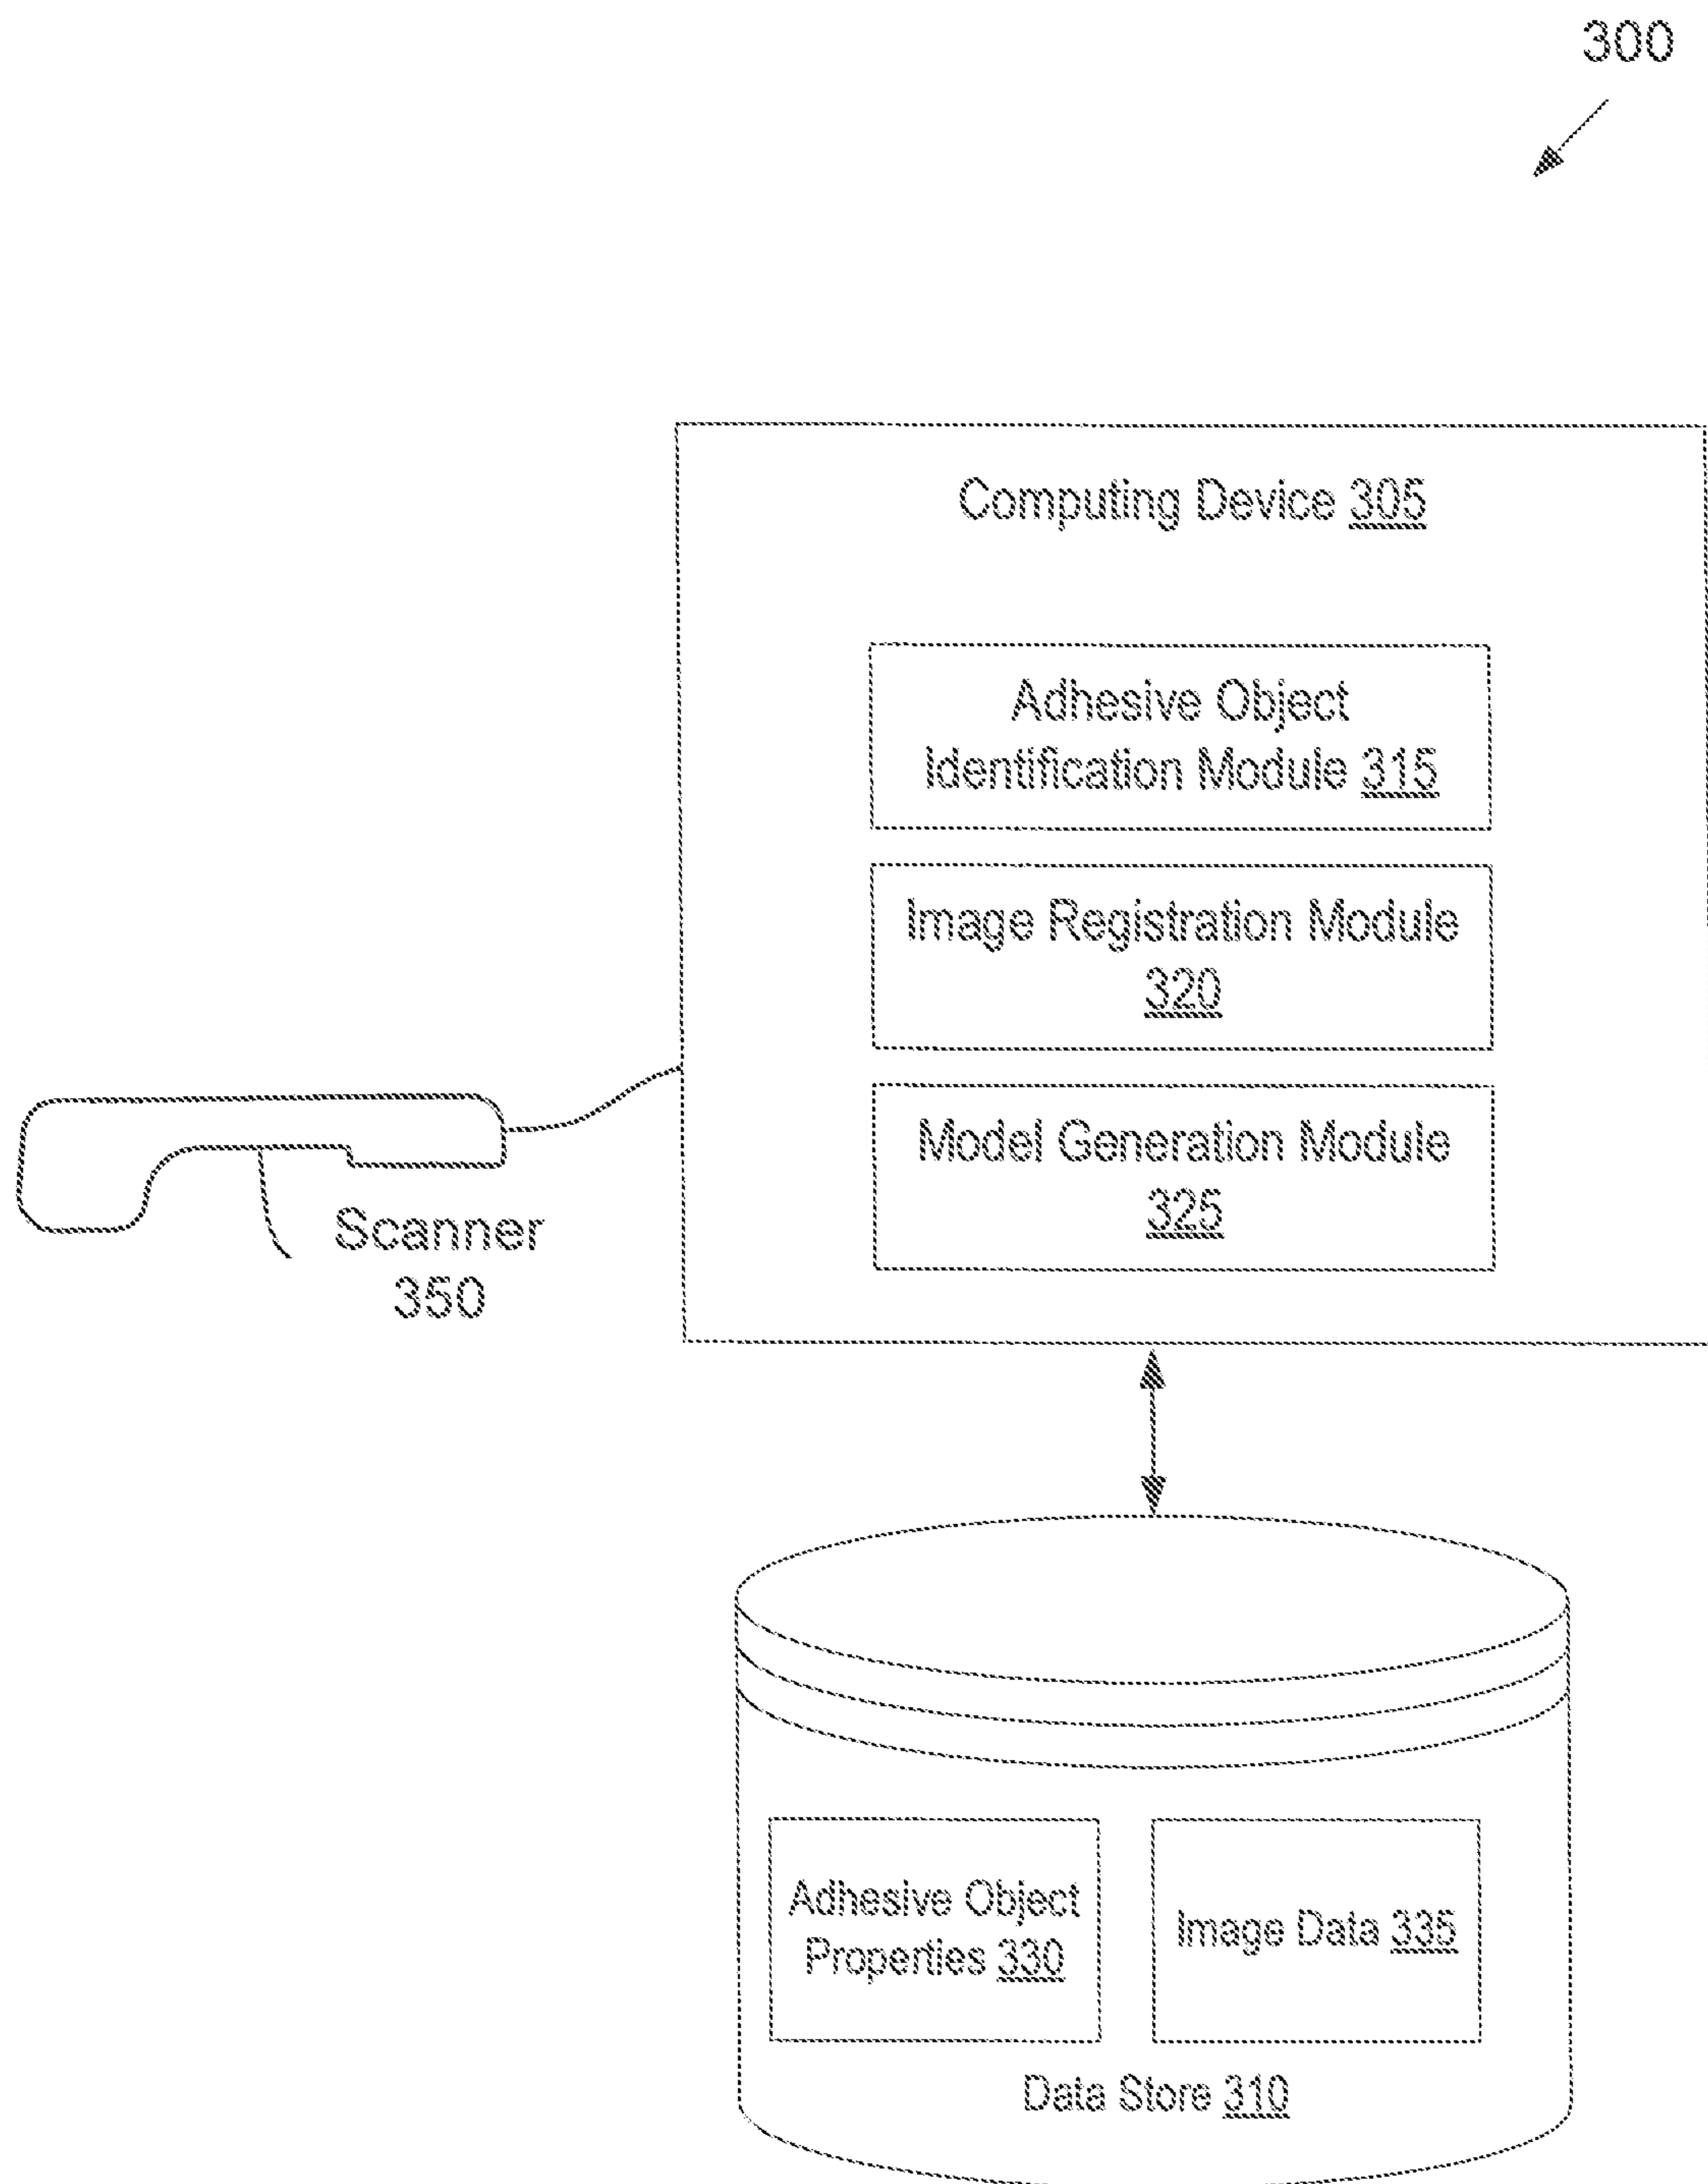 300
Computing Device 305
Adhesive Object
Identification Module 315
Image Registration Module
320
Model Generation Module
325
Scanner
350
Adhesive Object
Properties 330
Image Data 335
Data Store 310